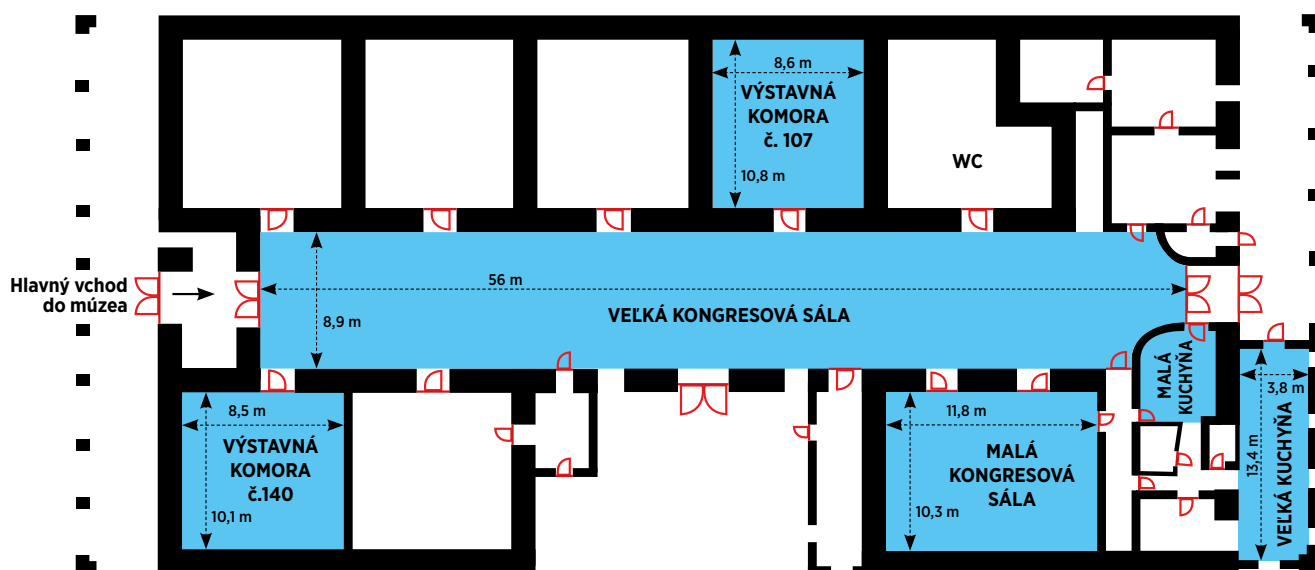 8,6 m
VÝSTAVNÁ
KOMORA
č. 107
10,8 m
WC
Hlavný vchod
do múzea
56 m
8,9 m
VEĽKÁ KONGRESOVÁ SÁLA
MALÁ
KUCHYŇA
3,8 m
13,4 m
VEĽKÁ KUCHYŇA
8,5 m
VÝSTAVNÁ
KOMORA
č.140
10,1 m
11,8 m
MALÁ
KONGRESOVÁ
SÁLA
10,3 m